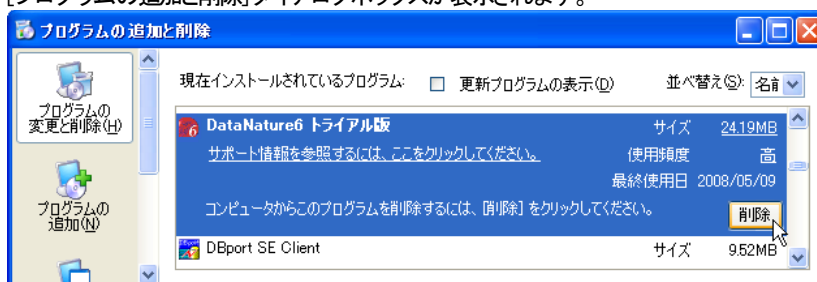 [プログラムの追加と削除]ダイアログボックスが表示されます。
プログラムの追加と削除
現在インストールされているプログラム:
更新プログラムの表示(D)
並べ替え(S): 名前
プログラムの
変更と削除(H)
プログラムの
追加(N)
DataNature6 トライアル版
サイズ 24.19MB
サポート情報を参照するには、ここをクリックしてください。
使用頻度 高
最終使用日 2008/05/09
コンピュータからこのプログラムを削除するには、[削除] をクリックしてください。
削除
DBport SE Client
サイズ 9.52MB